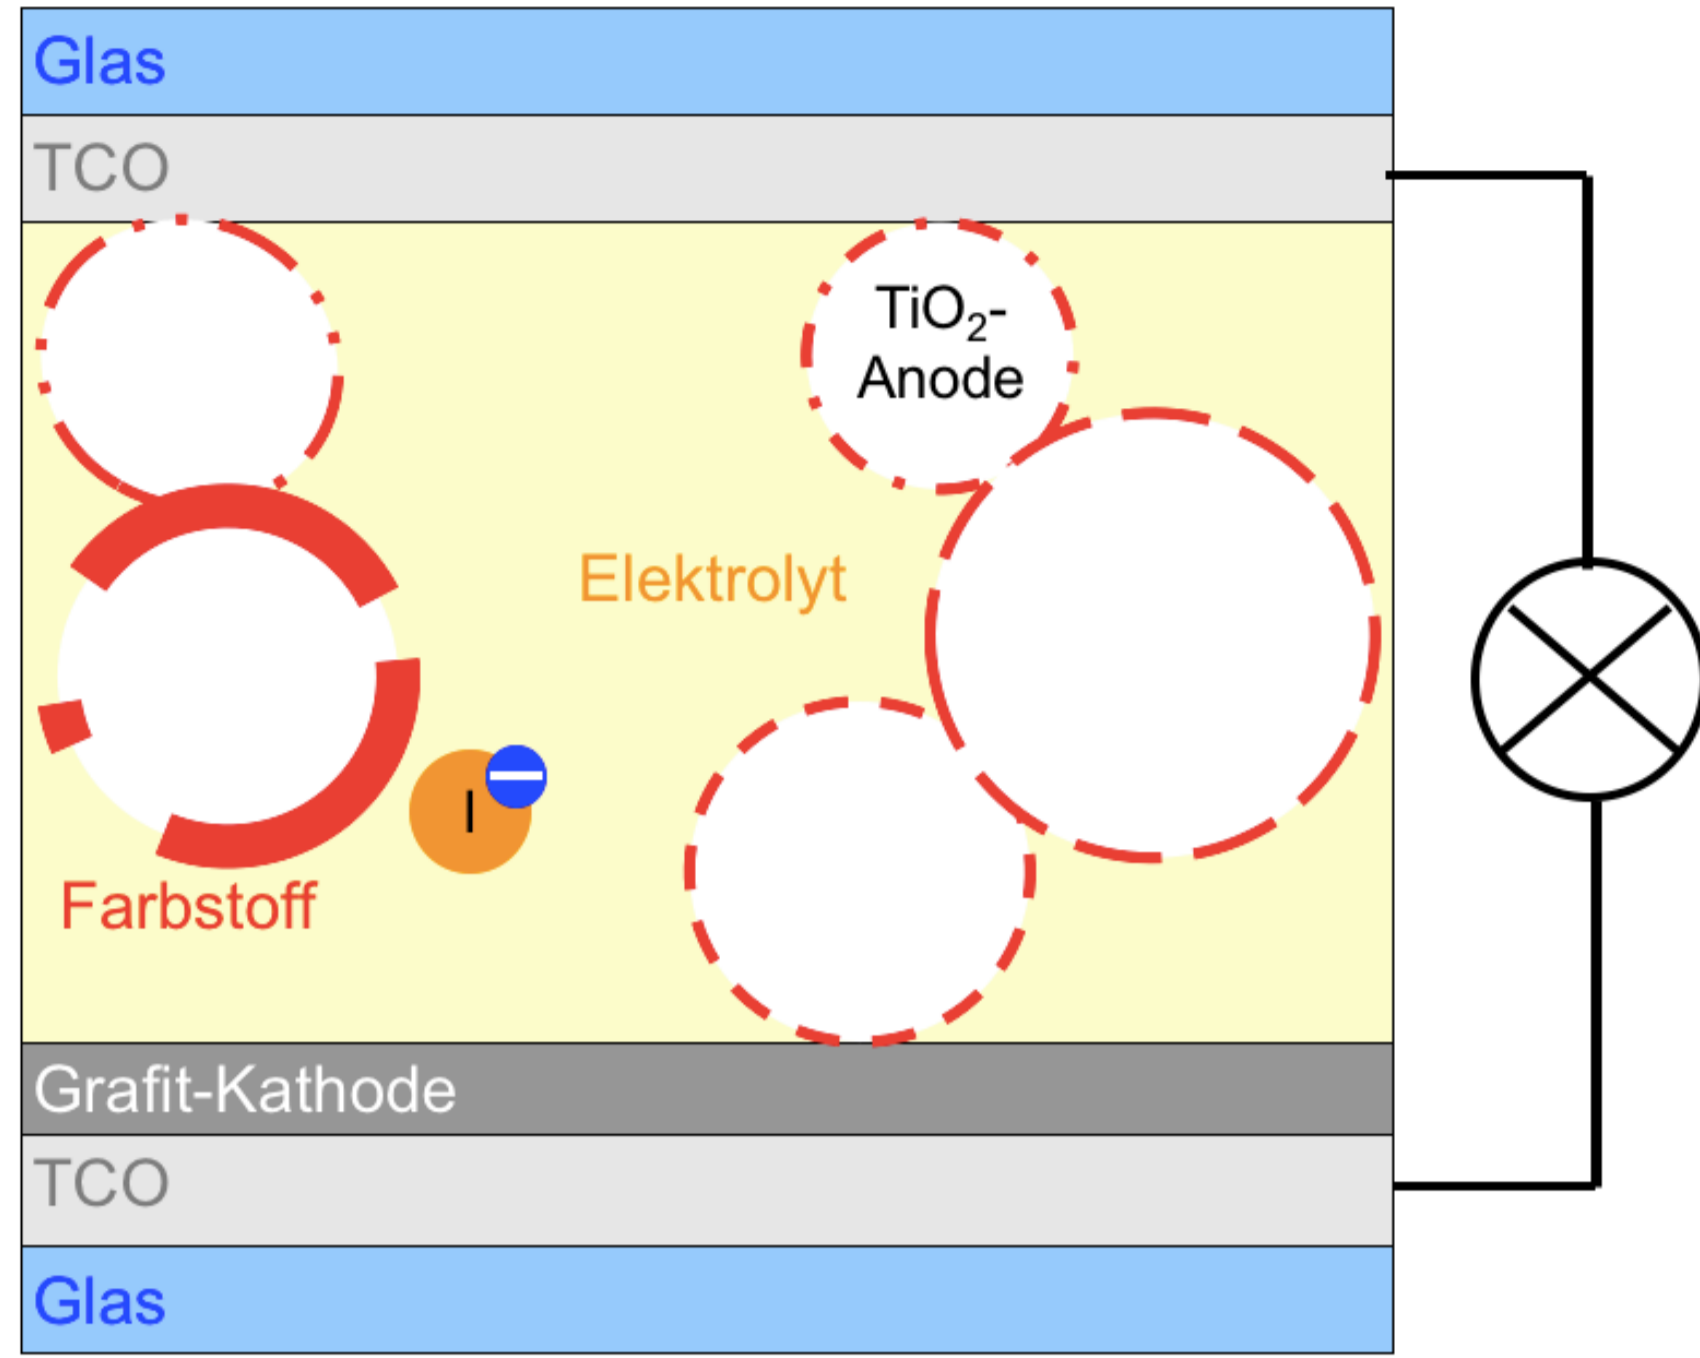 Glas
TCO
TiO₂-
Anode
Elektrolyt
I
Farbstoff
Grafit-Kathode
TCO
Glas